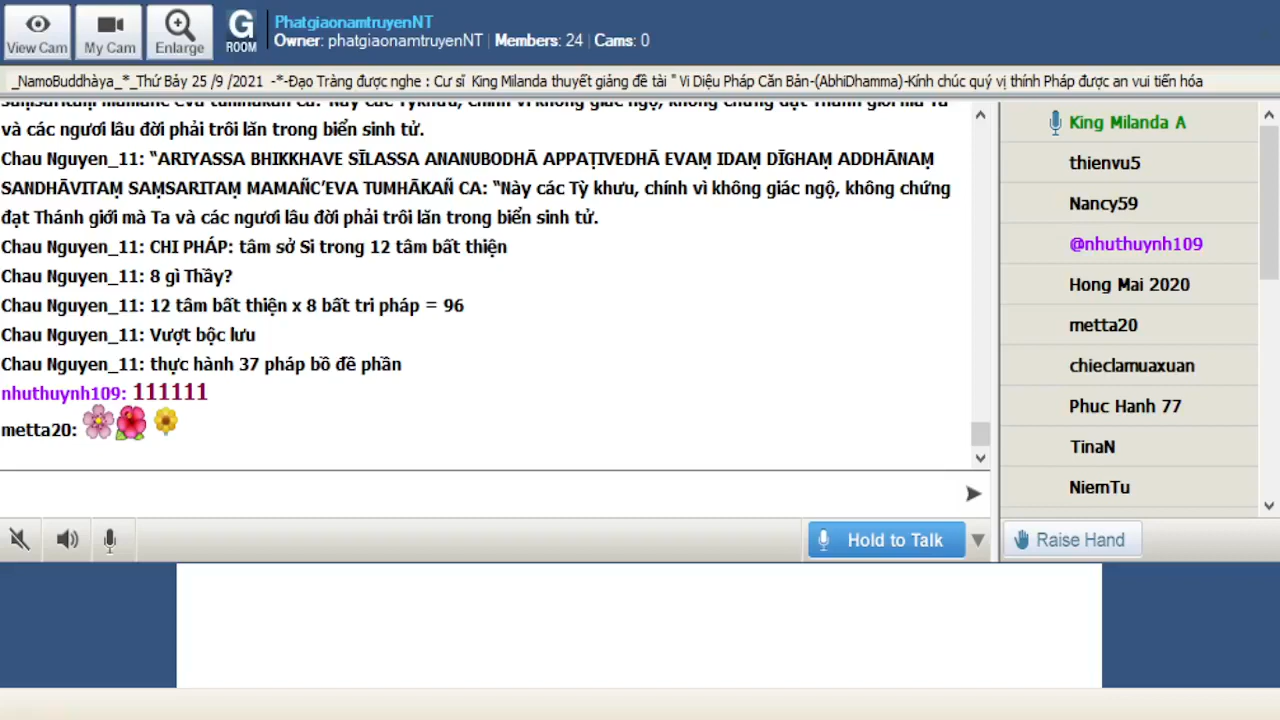 View Cam
My Cam
Enlarge
G
ROOM
PhatgiaonamtruyenNT
Owner: phatgiaonamtruyenNT | Members: 24 | Cams: 0
_NamoBuddhàya_*_Thứ Bảy 25 /9 /2021 -*-Đạo Tràng được nghe : Cư sĩ King Milanda thuyết giảng đề tài " Vi Diệu Pháp Căn Bản-(AbhiDhamma)-Kính chúc quý vị thính Pháp được an vui tiến hóa
và các ngươi lâu đời phải trôi lăn trong biển sinh tử.
Chau Nguyen_11: “ARIYASSA BHIKKHAVE SĪLASSA ANANUBODHĀ APPAṬIVEDHĀ EVAṂ IDAṂ DĪGHAṂ ADDHĀNAṂ
SANDHĀVITAṂ SAṂSARITAṂ MAMAÑC’EVA TUMHĀKAÑ CA: “Này các Tỳ khưu, chính vì không giác ngộ, không chứng
đạt Thánh giới mà Ta và các ngươi lâu đời phải trôi lăn trong biển sinh tử.
Chau Nguyen_11: CHI PHÁP: tâm sở Si trong 12 tâm bất thiện
Chau Nguyen_11: 8 gì Thầy?
Chau Nguyen_11: 12 tâm bất thiện x 8 bất tri pháp = 96
Chau Nguyen_11: Vượt bộc lưu
Chau Nguyen_11: thực hành 37 pháp bồ đề phần
nhuthuynh109: 111111
metta20:
King Milanda A
thienvu5
Nancy59
@nhuthuynh109
Hong Mai 2020
metta20
chieclamuaxuan
Phuc Hanh 77
TinaN
NiemTu
Hold to Talk
Raise Hand